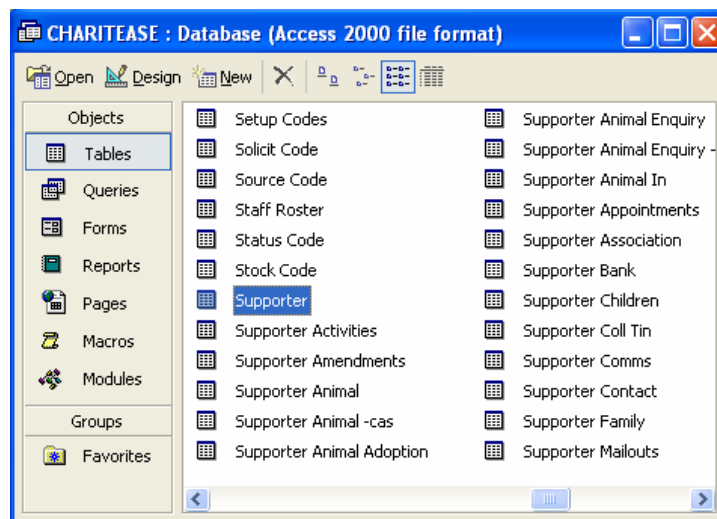 CHARITEASE : Database (Access 2000 file format)
Open Design New
Objects
Tables
Queries
Forms
Reports
Pages
Macros
Modules
Groups
Favorites
Setup Codes
Solicit Code
Source Code
Staff Roster
Status Code
Stock Code
Supporter
Supporter Activities
Supporter Amendments
Supporter Animal
Supporter Animal -cas
Supporter Animal Adoption
Supporter Animal Enquiry
Supporter Animal Enquiry -
Supporter Animal In
Supporter Appointments
Supporter Association
Supporter Bank
Supporter Children
Supporter Coll Tin
Supporter Comms
Supporter Contact
Supporter Family
Supporter Mailouts